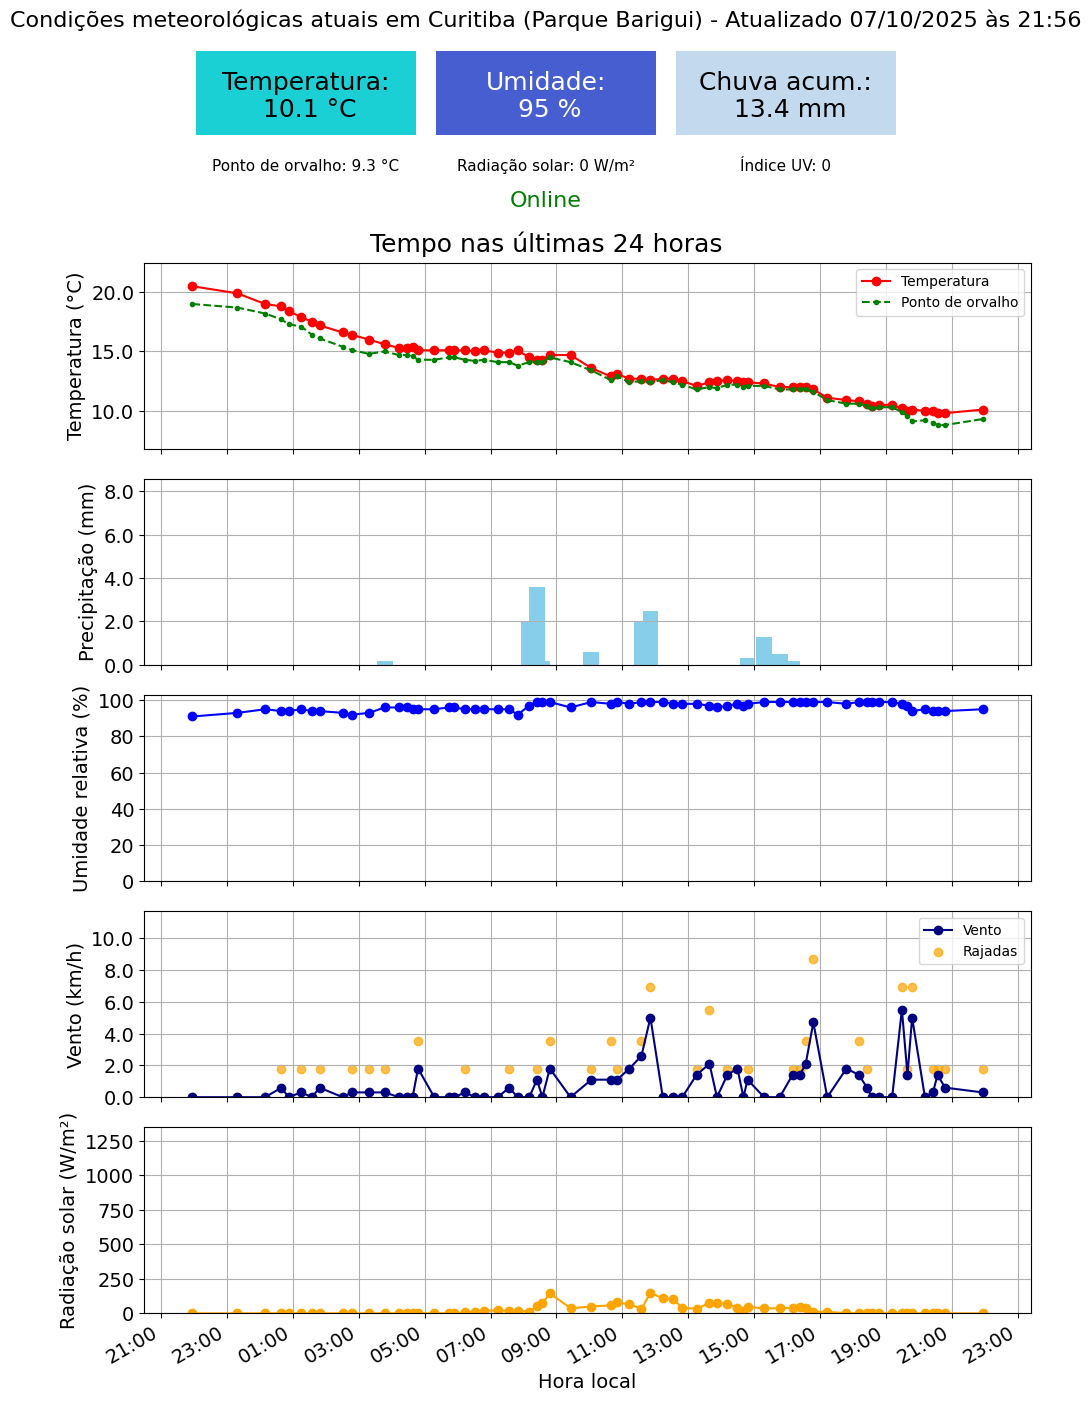 Condições meteorológicas atuais em Curitiba (Parque Barigui) - Atualizado 07/10/2025 às 21:56
Temperatura:
10.1 °C
Umidade:
95 %
Chuva acum.:
13.4 mm
Ponto de orvalho: 9.3 °C
Radiação solar: 0 W/m²
Índice UV: 0
Online
Tempo nas últimas 24 horas
Temperatura (°C)
20.0
15.0
10.0
Temperatura
Ponto de orvalho
Precipitação (mm)
8.0
6.0
4.0
2.0
0.0
Umidade relativa (%)
100
80
60
40
20
0
Vento (km/h)
10.0
8.0
6.0
4.0
2.0
0.0
Vento
Rajadas
Radiação solar (W/m²)
1250
1000
750
500
250
0
21:00
23:00
01:00
03:00
05:00
07:00
09:00
11:00
13:00
15:00
17:00
19:00
21:00
23:00
Hora local